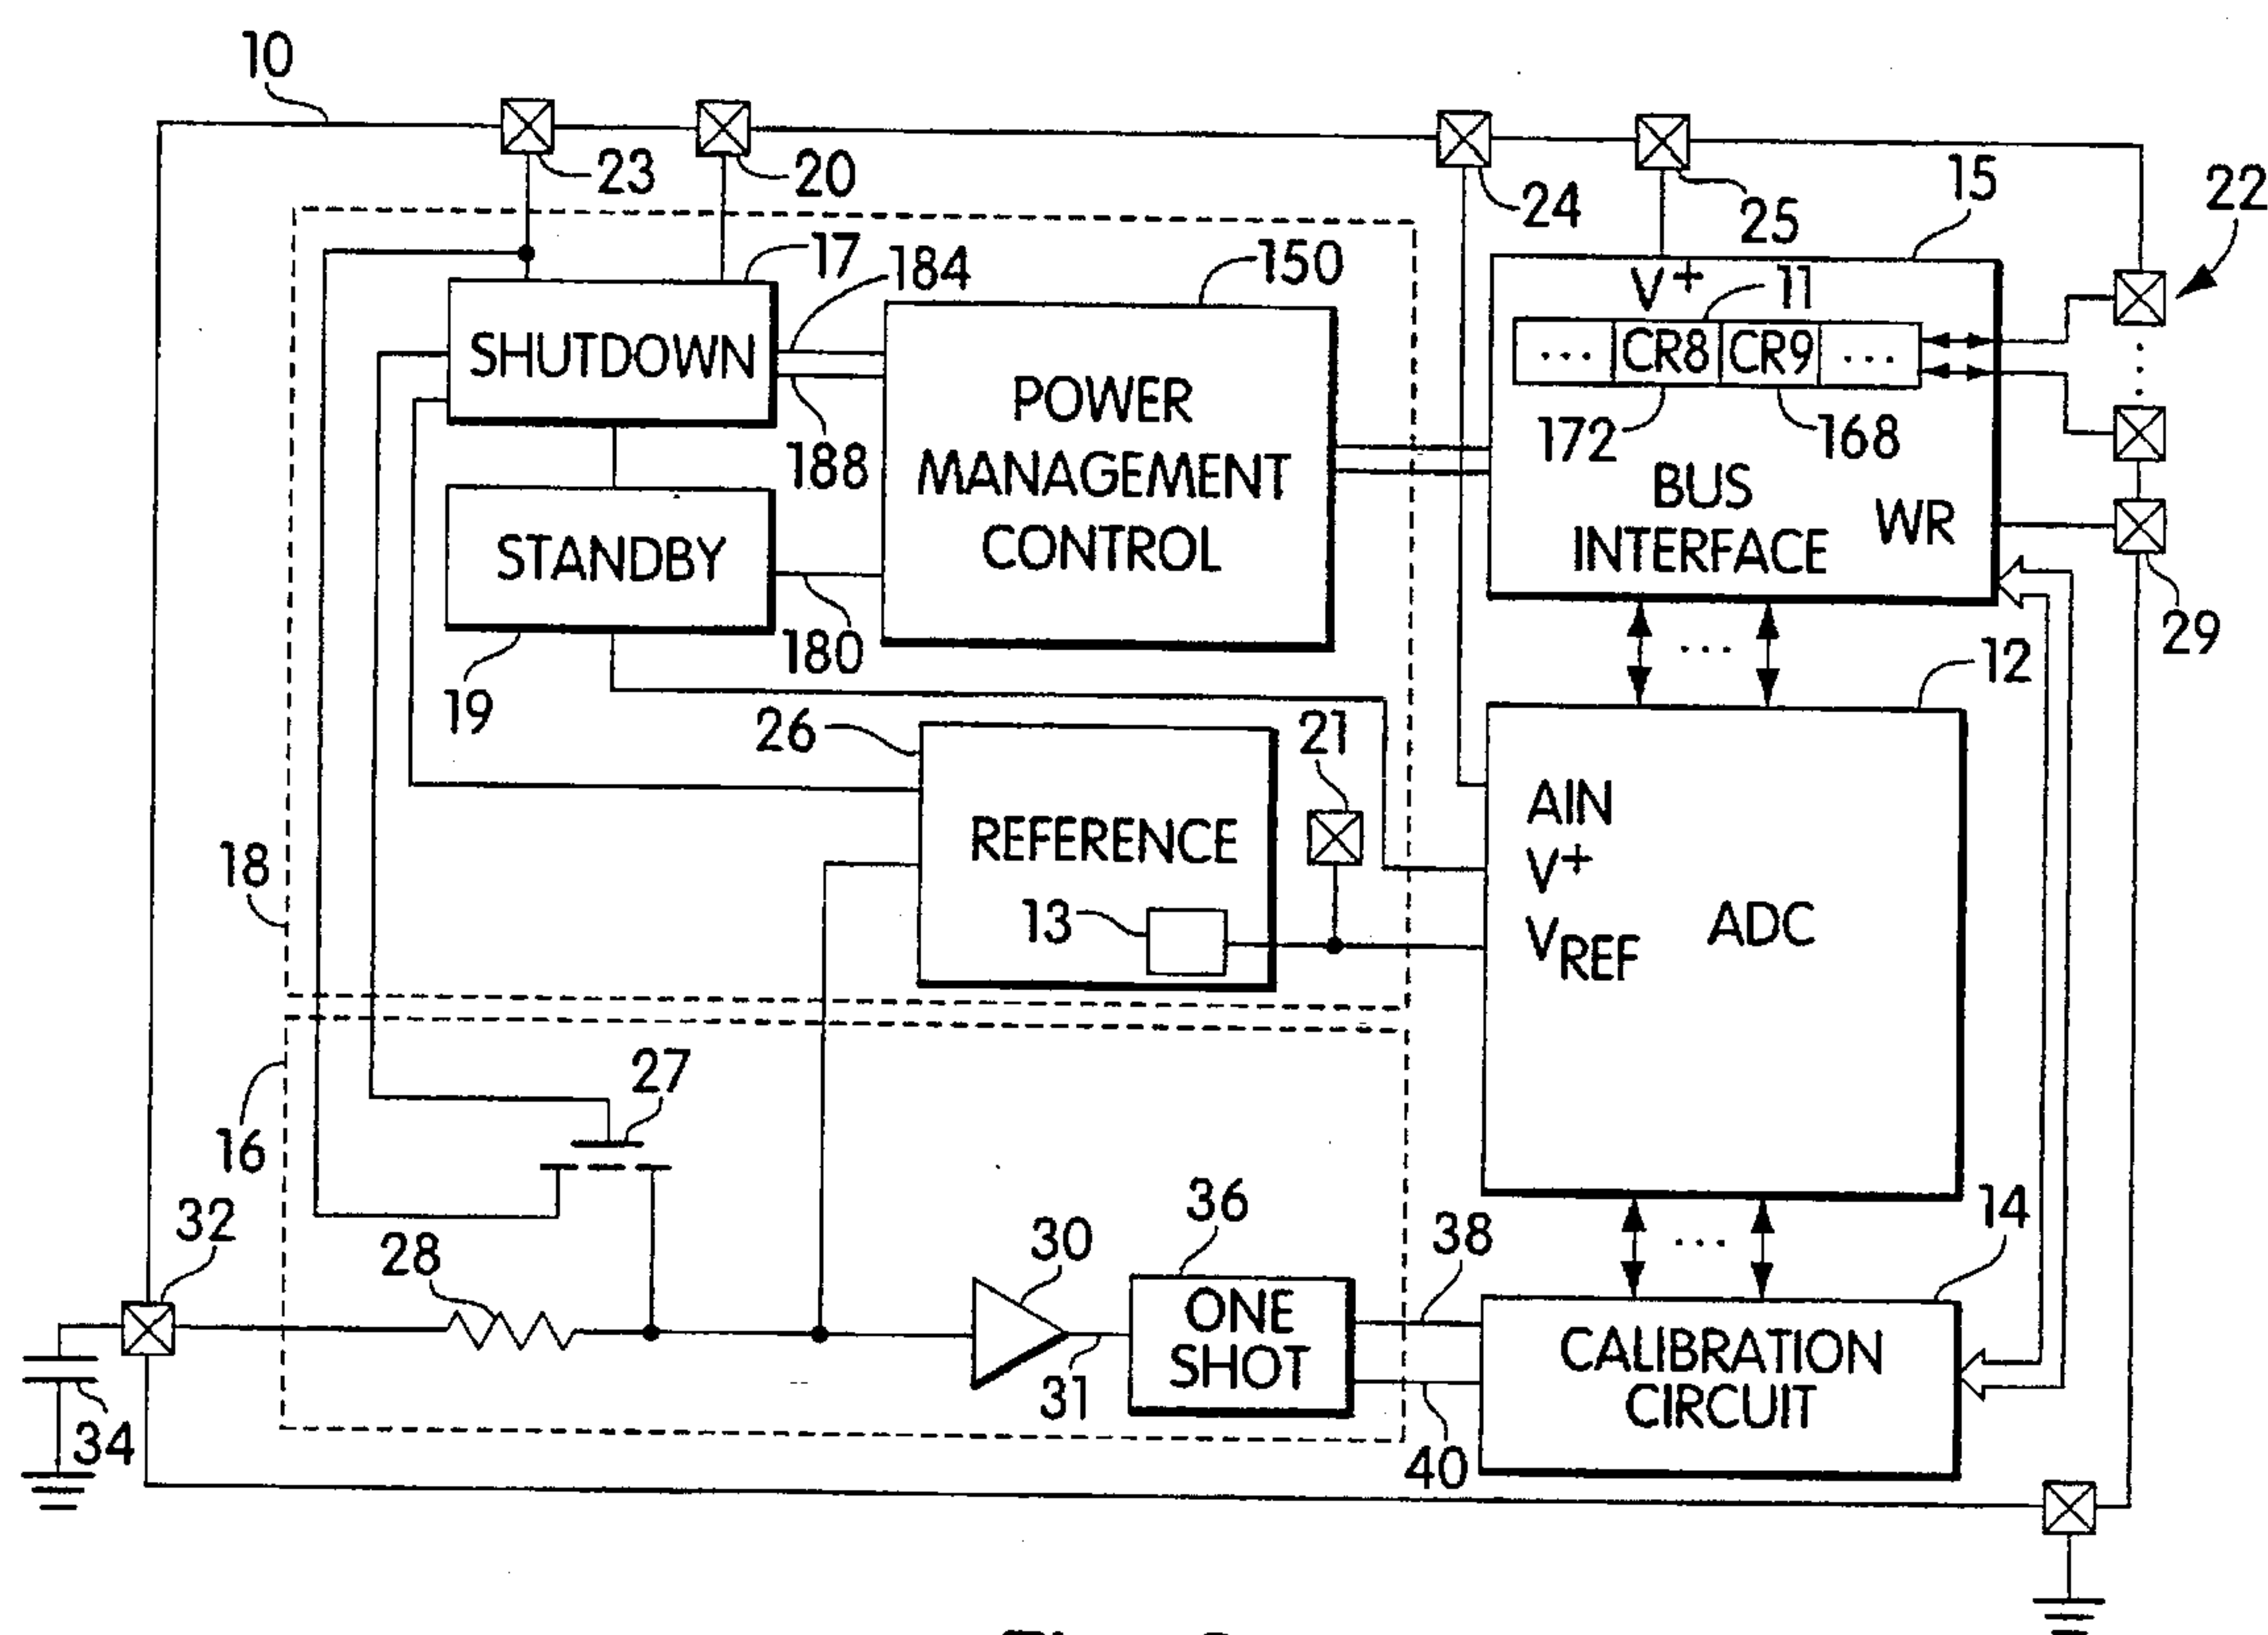 10
23
20
24
25
15
22
17
184
150
V+
11
SHUTDOWN
... CR8 CR9 ...
188
POWER
MANAGEMENT
CONTROL
172
168
BUS
INTERFACE
WR
STANDBY
180
29
19
12
26
21
REFERENCE
13
AIN
V+
VREF
ADC
18
27
16
32
28
30
36
38
14
ONE
SHOT
31
CALIBRATION
CIRCUIT
34
40